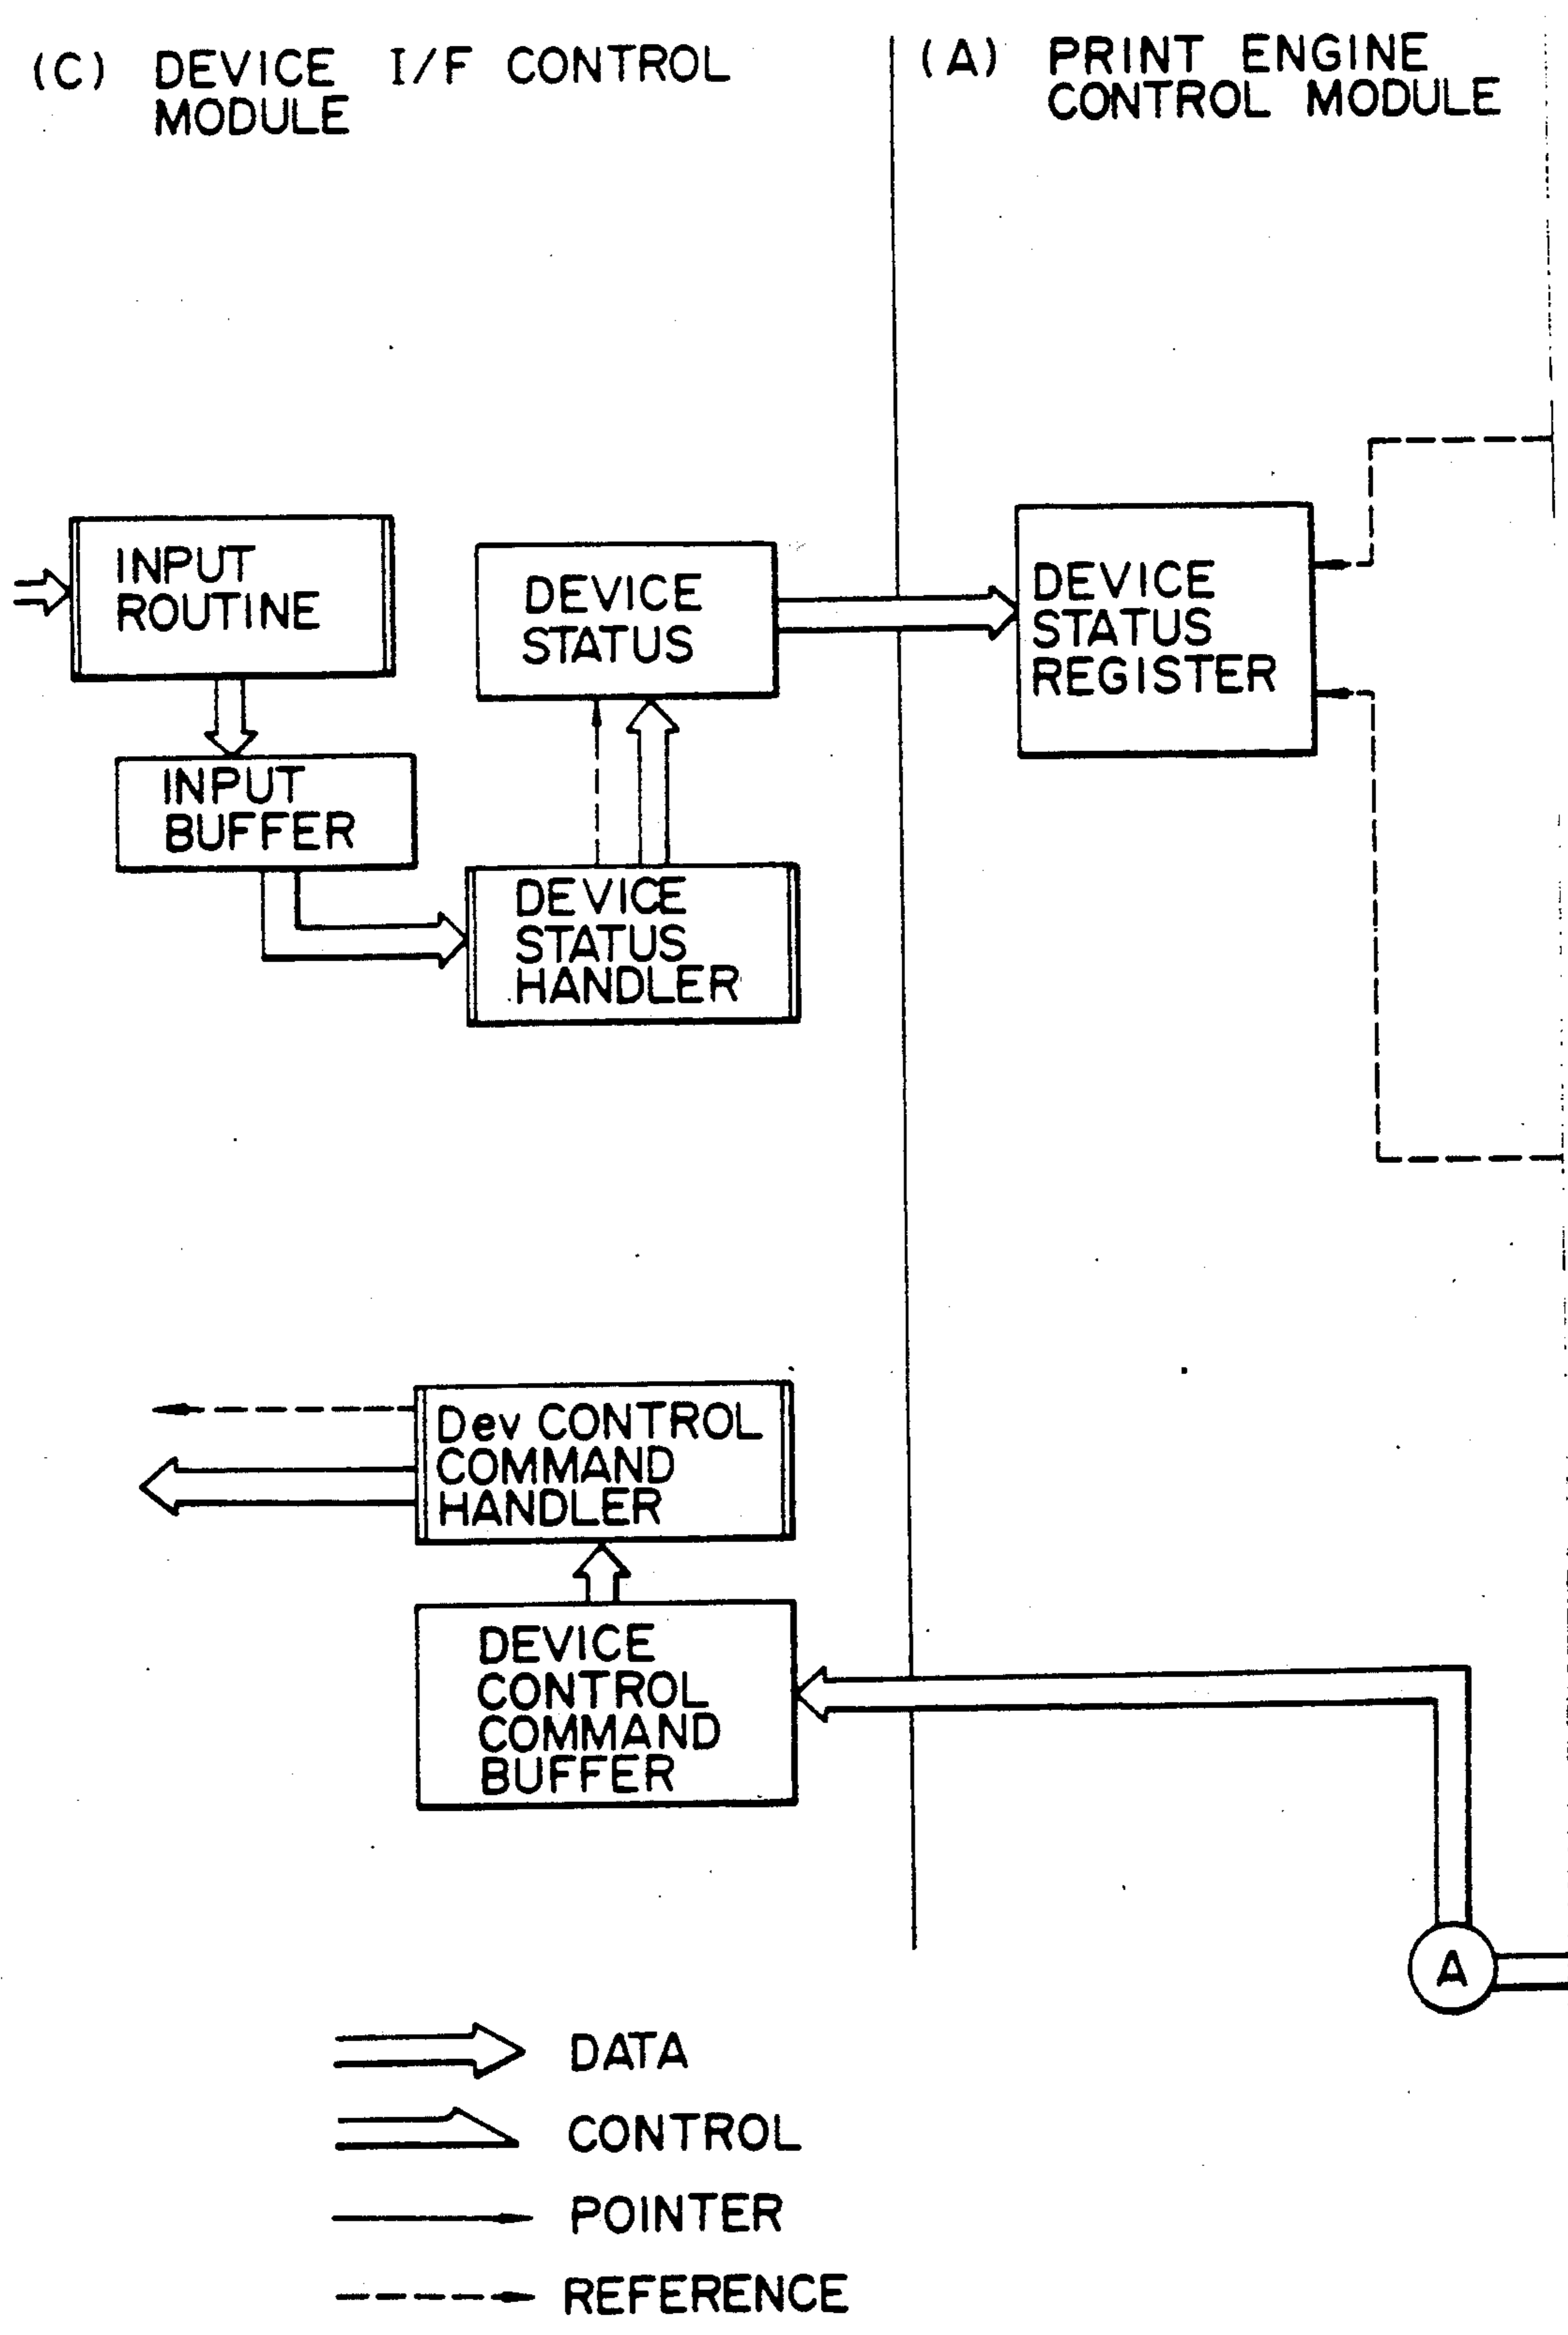 (C) DEVICE I/F CONTROL
MODULE
(A) PRINT ENGINE
CONTROL MODULE
INPUT
ROUTINE
DEVICE
STATUS
DEVICE
STATUS
REGISTER
INPUT
BUFFER
DEVICE
STATUS
HANDLER
Dev CONTROL
COMMAND
HANDLER
DEVICE
CONTROL
COMMAND
BUFFER
A
DATA
CONTROL
POINTER
REFERENCE